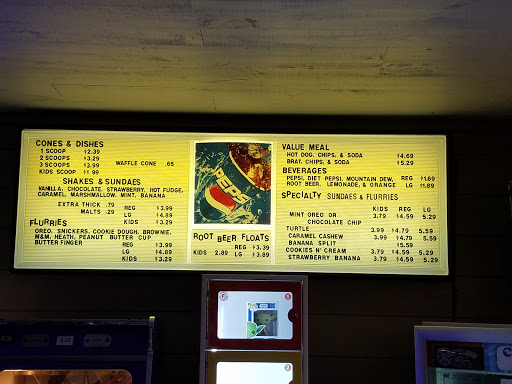 CONES & DISHES
1 SCOOP $2.39
2 SCOOPS $3.29
3 SCOOPS $3.99
KIDS SCOOP $1.99
WAFFLE CONE .65
SHAKES & SUNDAES
VANILLA, CHOCOLATE, STRAWBERRY, HOT FUDGE,
CARAMEL, MARSHMALLOW, MINT, BANANA
EXTRA THICK .79 REG $3.99
MALTS .29 LG $4.89
KIDS $3.29
FLURRIES
OREO, SNICKERS, COOKIE DOUGH, BROWNIE,
M&M, HEATH, PEANUT BUTTER CUP
BUTTER FINGER REG $3.99
LG $4.89
KIDS $3.29
PEPSI
ROOT BEER FLOATS
REG $3.39
KIDS 2.89 LG $3.89
VALUE MEAL
HOT DOG, CHIPS, & SODA $4.69
BRAT, CHIPS, & SODA $5.29
BEVERAGES
PEPSI, DIET PEPSI, MOUNTAIN DEW, REG $1.69
ROOT BEER, LEMONADE, & ORANGE LG $1.89
SPECIALTY SUNDAES & FLURRIES
KIDS REG LG
MINT OREO OR 3.79 $4.59 5.29
CHOCOLATE CHIP
TURTLE 3.99 $4.79 5.59
CARAMEL CASHEW 3.99 $4.79 5.59
BANANA SPLIT $5.59
COOKIES N' CREAM 3.79 $4.59 5.29
STRAWBERRY BANANA 3.79 $4.59 5.29
1
2